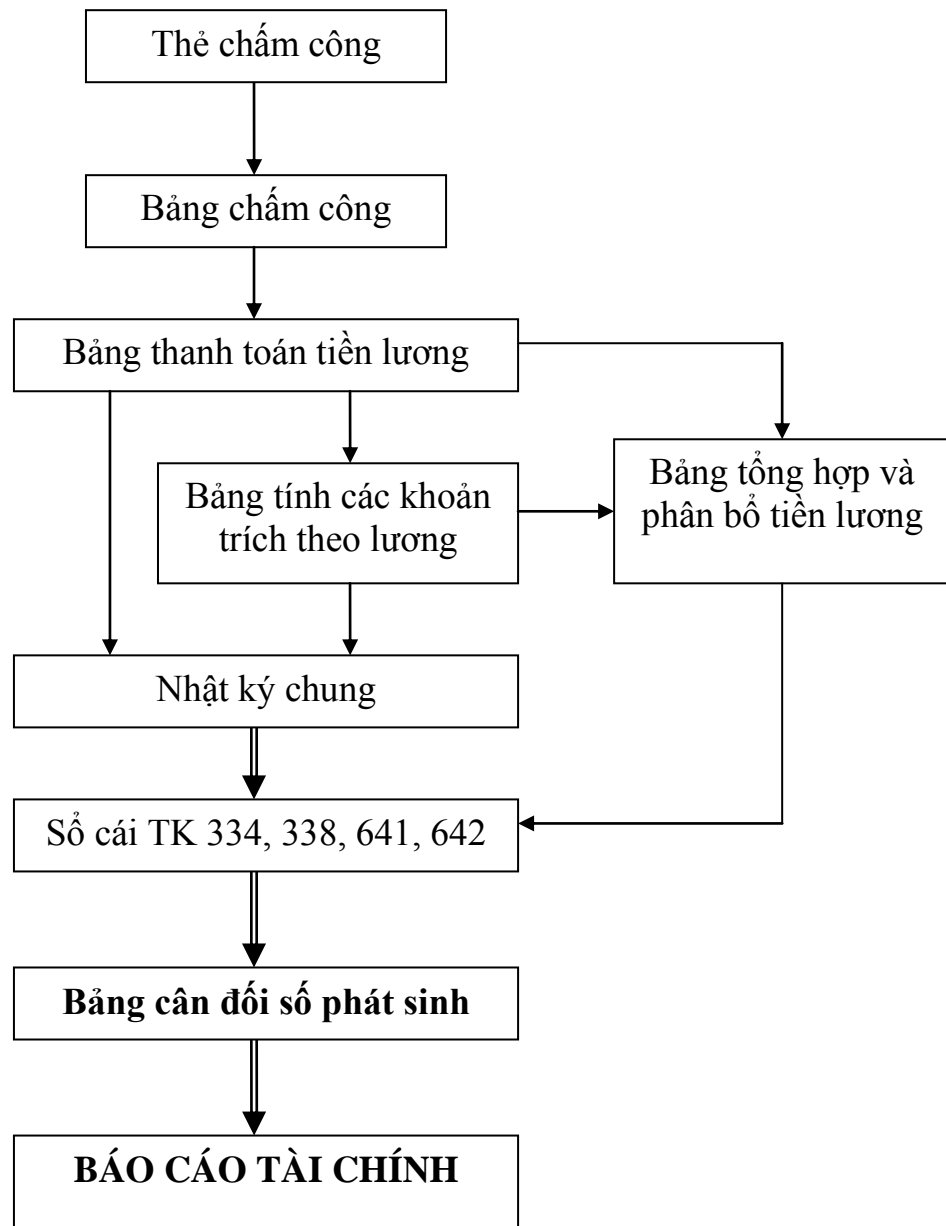 Thẻ chấm công
Bảng chấm công
Bảng thanh toán tiền lương
Bảng tính các khoản
trích theo lương
Bảng tổng hợp và
phân bổ tiền lương
Nhật ký chung
Sổ cái TK 334, 338, 641, 642
Bảng cân đối số phát sinh
BÁO CÁO TÀI CHÍNH